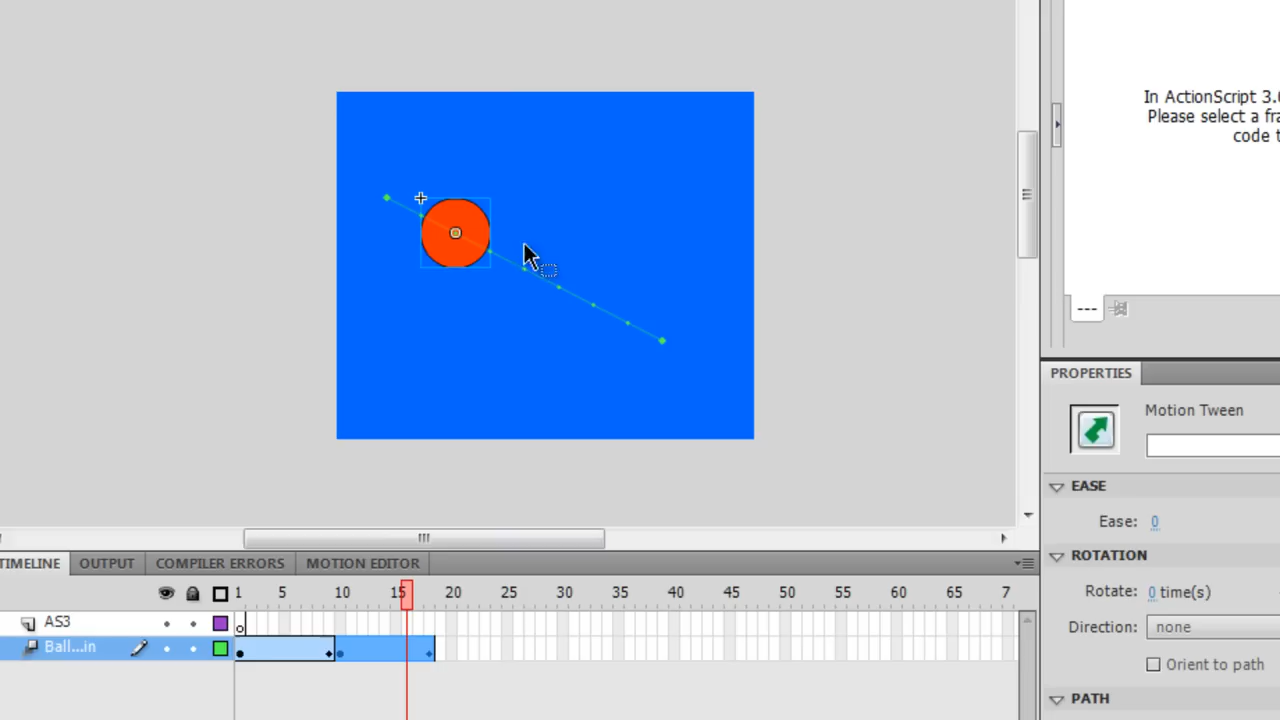 In ActionScript 3.
Please select a fra
code t
---
PROPERTIES
Motion Tween
EASE
Ease: 0
ROTATION
Rotate: 0 time(s)
Direction: none
Orient to path
PATH
TIMELINE OUTPUT COMPILER ERRORS MOTION EDITOR
1 5 10 15 20 25 30 35 40 45 50 55 60 65 7
AS3
Ball...in